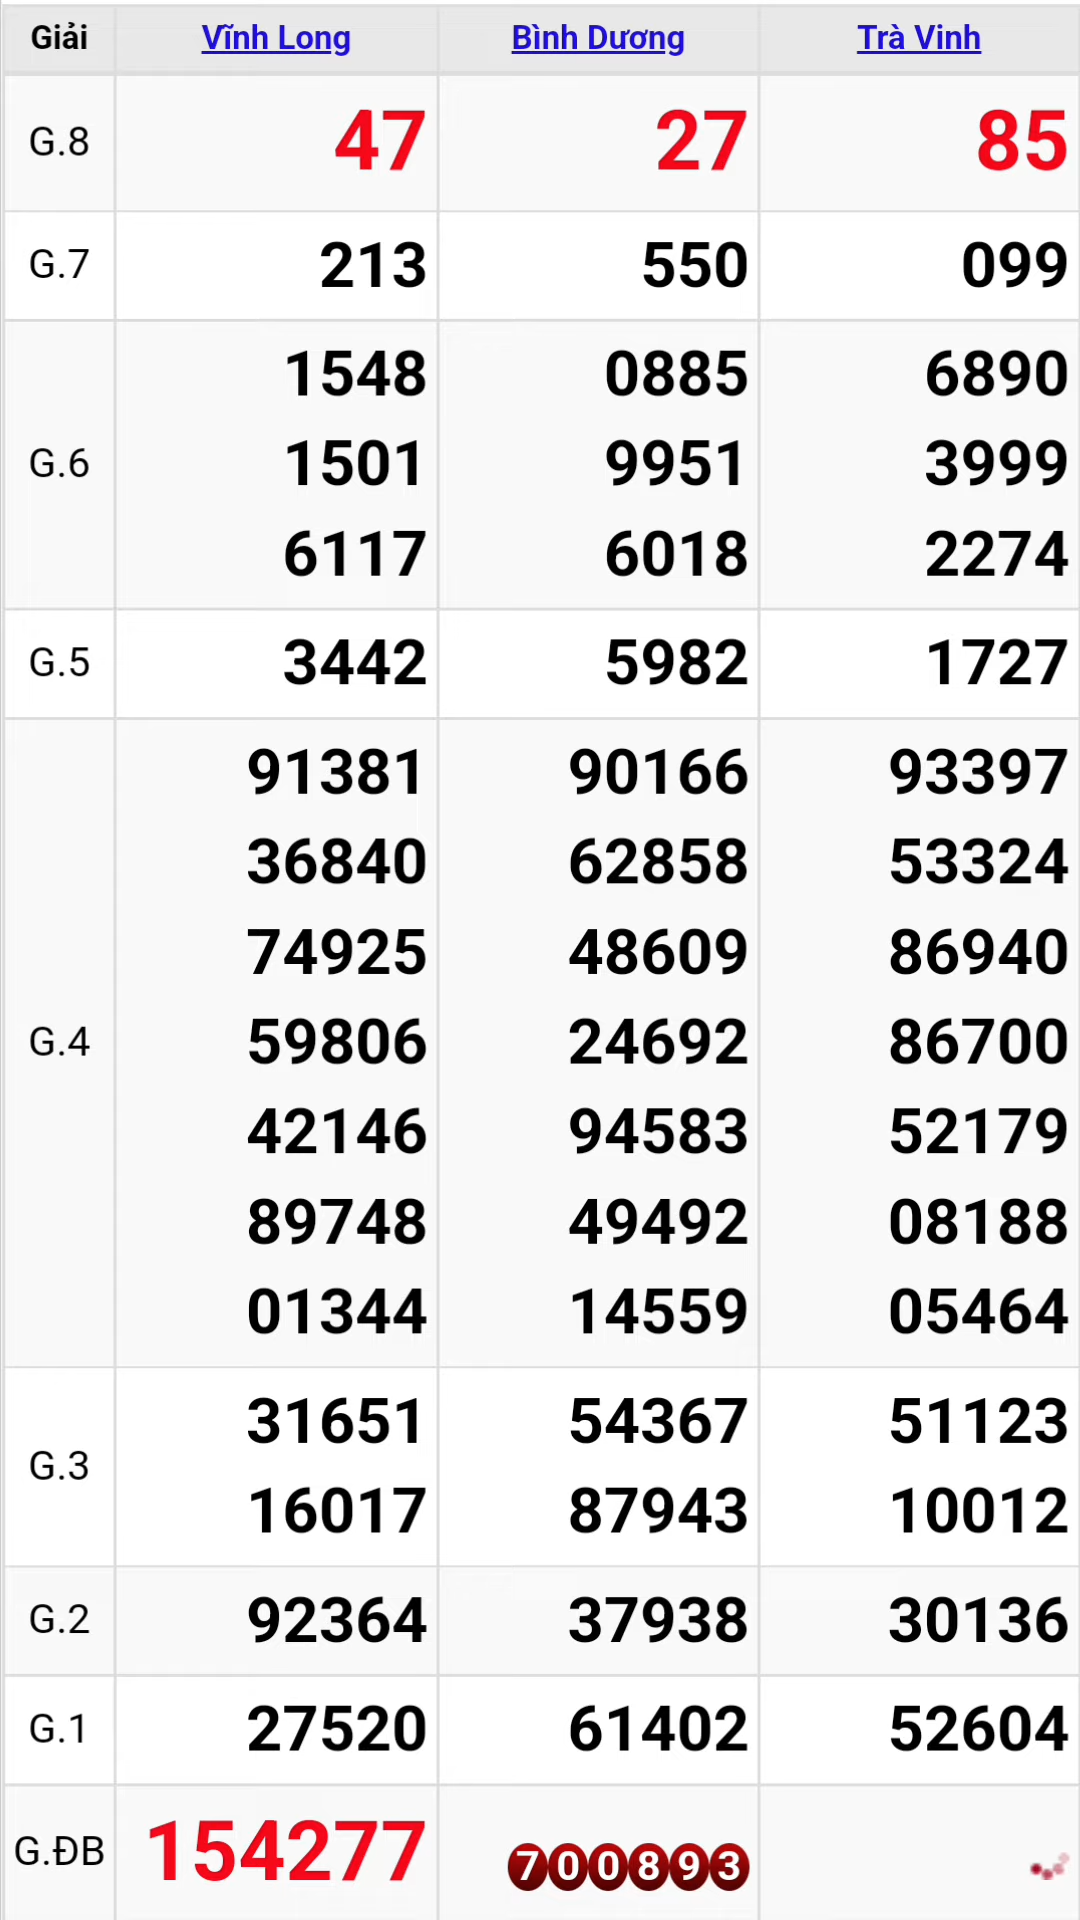 Giải Vĩnh Long Bình Dương Trà Vinh
G.8 47 27 85
G.7 213 550 099
G.6 1548 0885 6890
1501 9951 3999
6117 6018 2274
G.5 3442 5982 1727
G.4 91381 90166 93397
36840 62858 53324
74925 48609 86940
59806 24692 86700
42146 94583 52179
89748 49492 08188
01344 14559 05464
G.3 31651 54367 51123
16017 87943 10012
G.2 92364 37938 30136
G.1 27520 61402 52604
G.ĐB 154277 700893